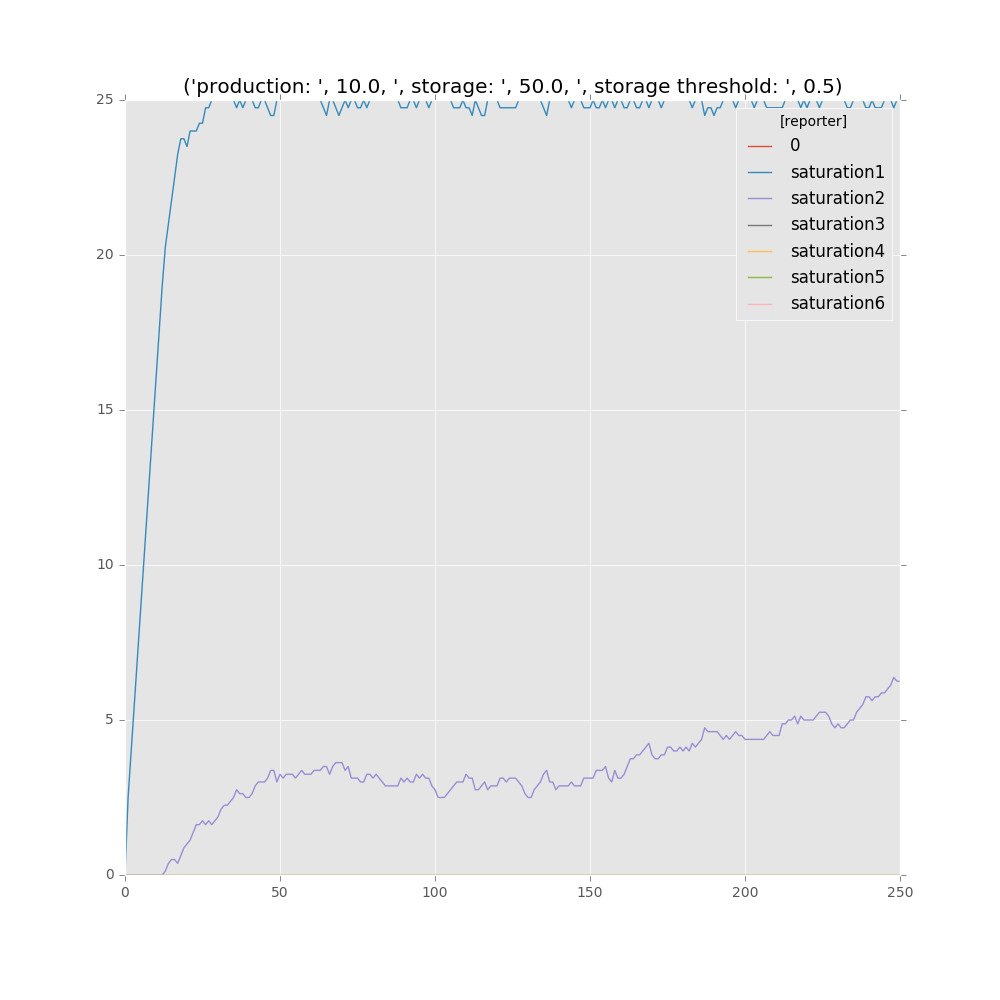 ('production: ', 10.0, ', storage: ', 50.0, ', storage threshold: ', 0.5)
25
20
15
10
5
0
0 50 100 150 200 250
[reporter]
0
saturation1
saturation2
saturation3
saturation4
saturation5
saturation6